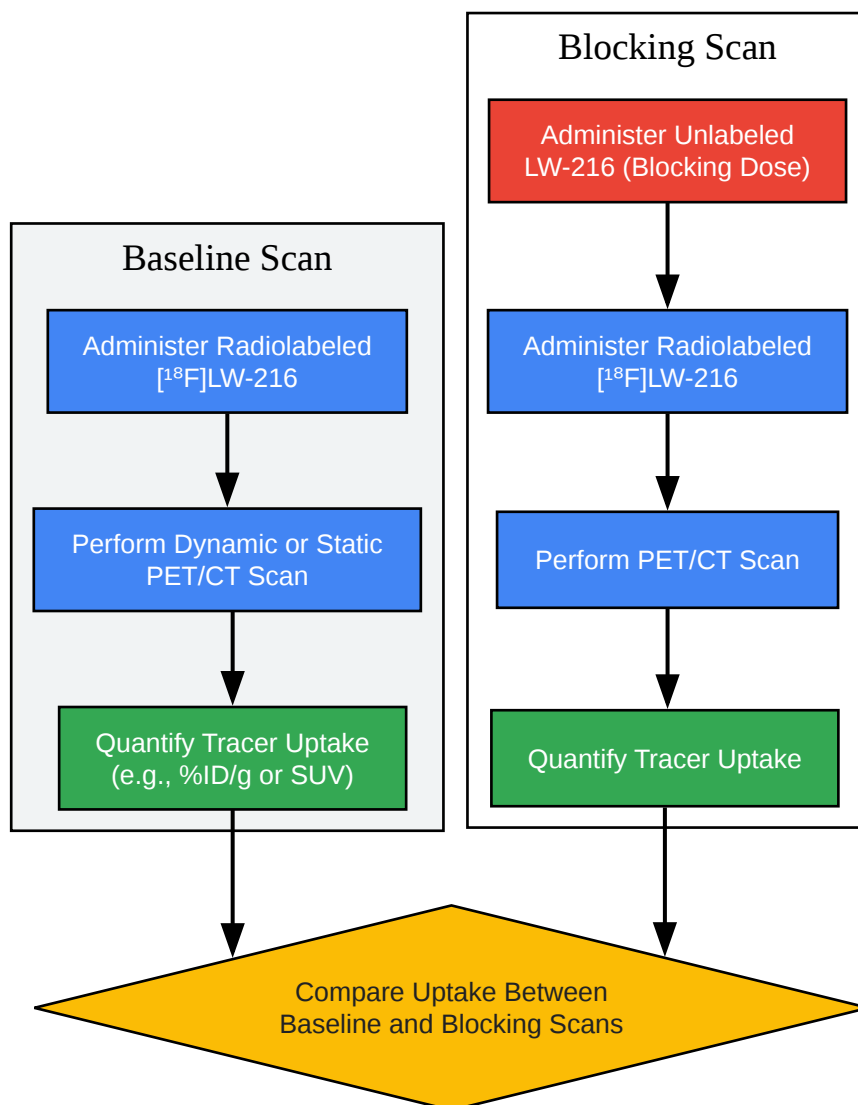 Baseline Scan
Administer Radiolabeled
[¹⁸F]LW-216
Perform Dynamic or Static
PET/CT Scan
Quantify Tracer Uptake
(e.g., %ID/g or SUV)
Blocking Scan
Administer Unlabeled
LW-216 (Blocking Dose)
Administer Radiolabeled
[¹⁸F]LW-216
Perform PET/CT Scan
Quantify Tracer Uptake
Compare Uptake Between
Baseline and Blocking Scans